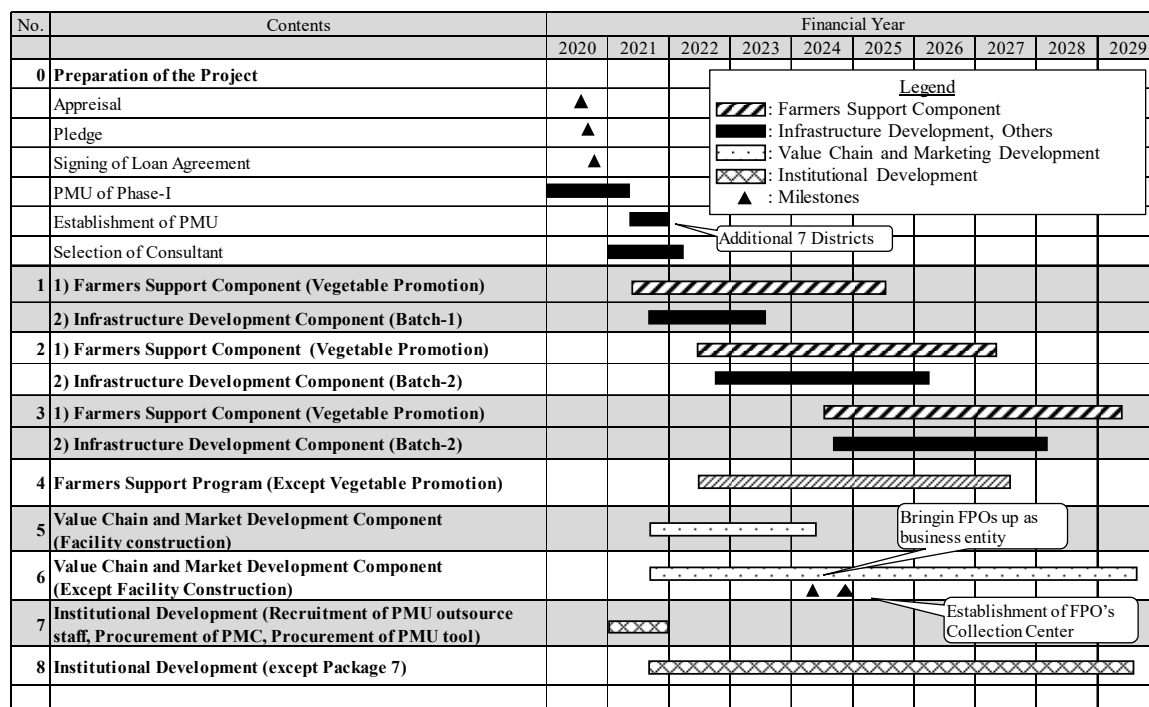 No. Contents Financial Year
2020 2021 2022 2023 2024 2025 2026 2027 2028 2029
0 Preparation of the Project
Legend
Appraisal
: Farmers Support Component
Pledge
: Infrastructure Development, Others
Signing of Loan Agreement
: Value Chain and Marketing Development
PMU of Phase-I
: Institutional Development
: Milestones
Establishment of PMU
Additional 7 Districts
Selection of Consultant
1 1) Farmers Support Component (Vegetable Promotion)
2) Infrastructure Development Component (Batch-1)
2 1) Farmers Support Component (Vegetable Promotion)
2) Infrastructure Development Component (Batch-2)
3 1) Farmers Support Component (Vegetable Promotion)
2) Infrastructure Development Component (Batch-2)
4 Farmers Support Program (Except Vegetable Promotion)
5 Value Chain and Market Development Component
(Facility construction)
Bringin FPOs up as
business entity
6 Value Chain and Market Development Component
(Except Facility Construction)
7 Institutional Development (Recruitment of PMU outsource
staff, Procurement of PMC, Procurement of PMU tool)
Establishment of FPO's
Collection Center
8 Institutional Development (except Package 7)